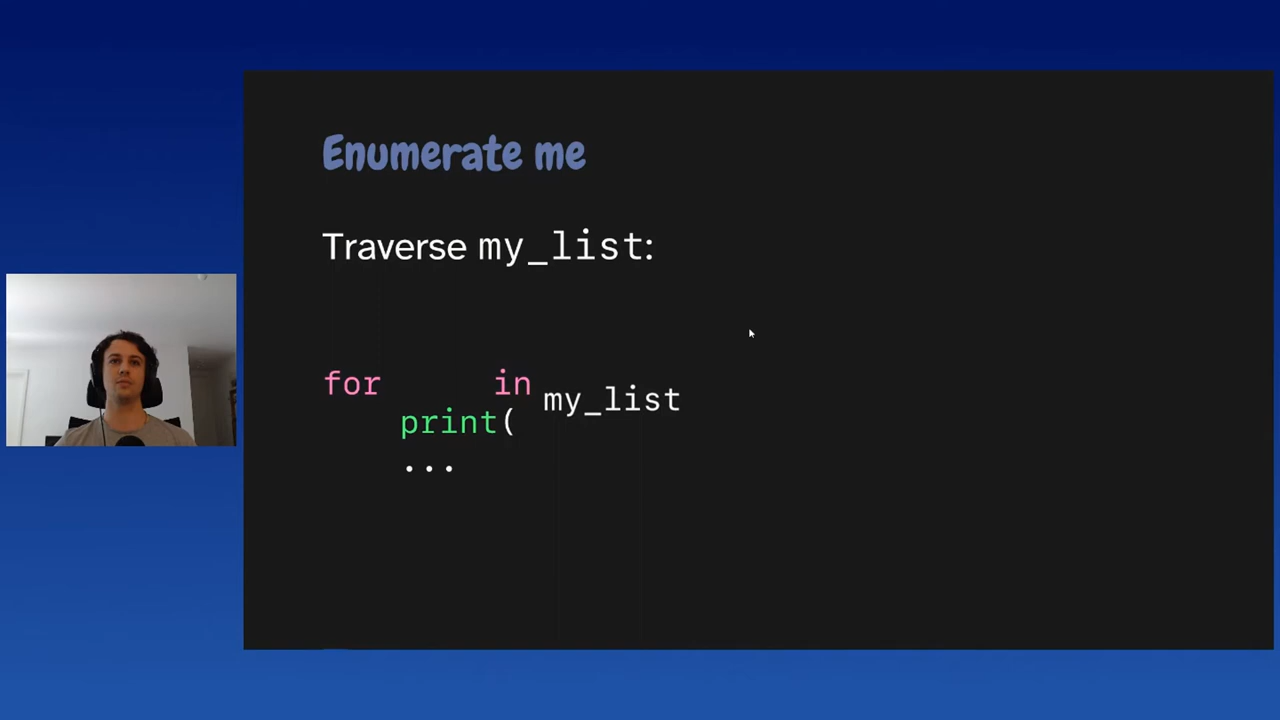 Enumerate me
Traverse my_list:
for in my_list
print(
...